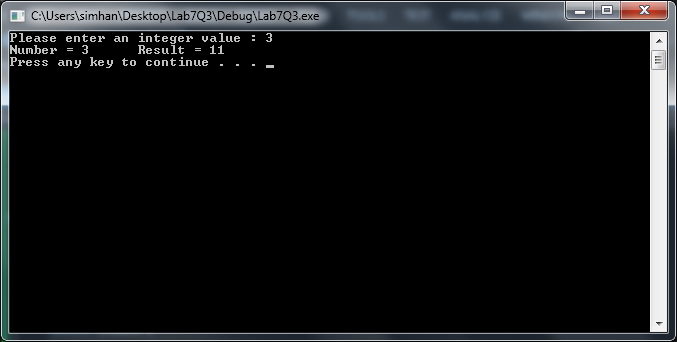 C:\Users\simhan\Desktop\Lab7Q3\Debug\Lab7Q3.exe
Please enter an integer value : 3
Number = 3      Result = 11
Press any key to continue . . . _